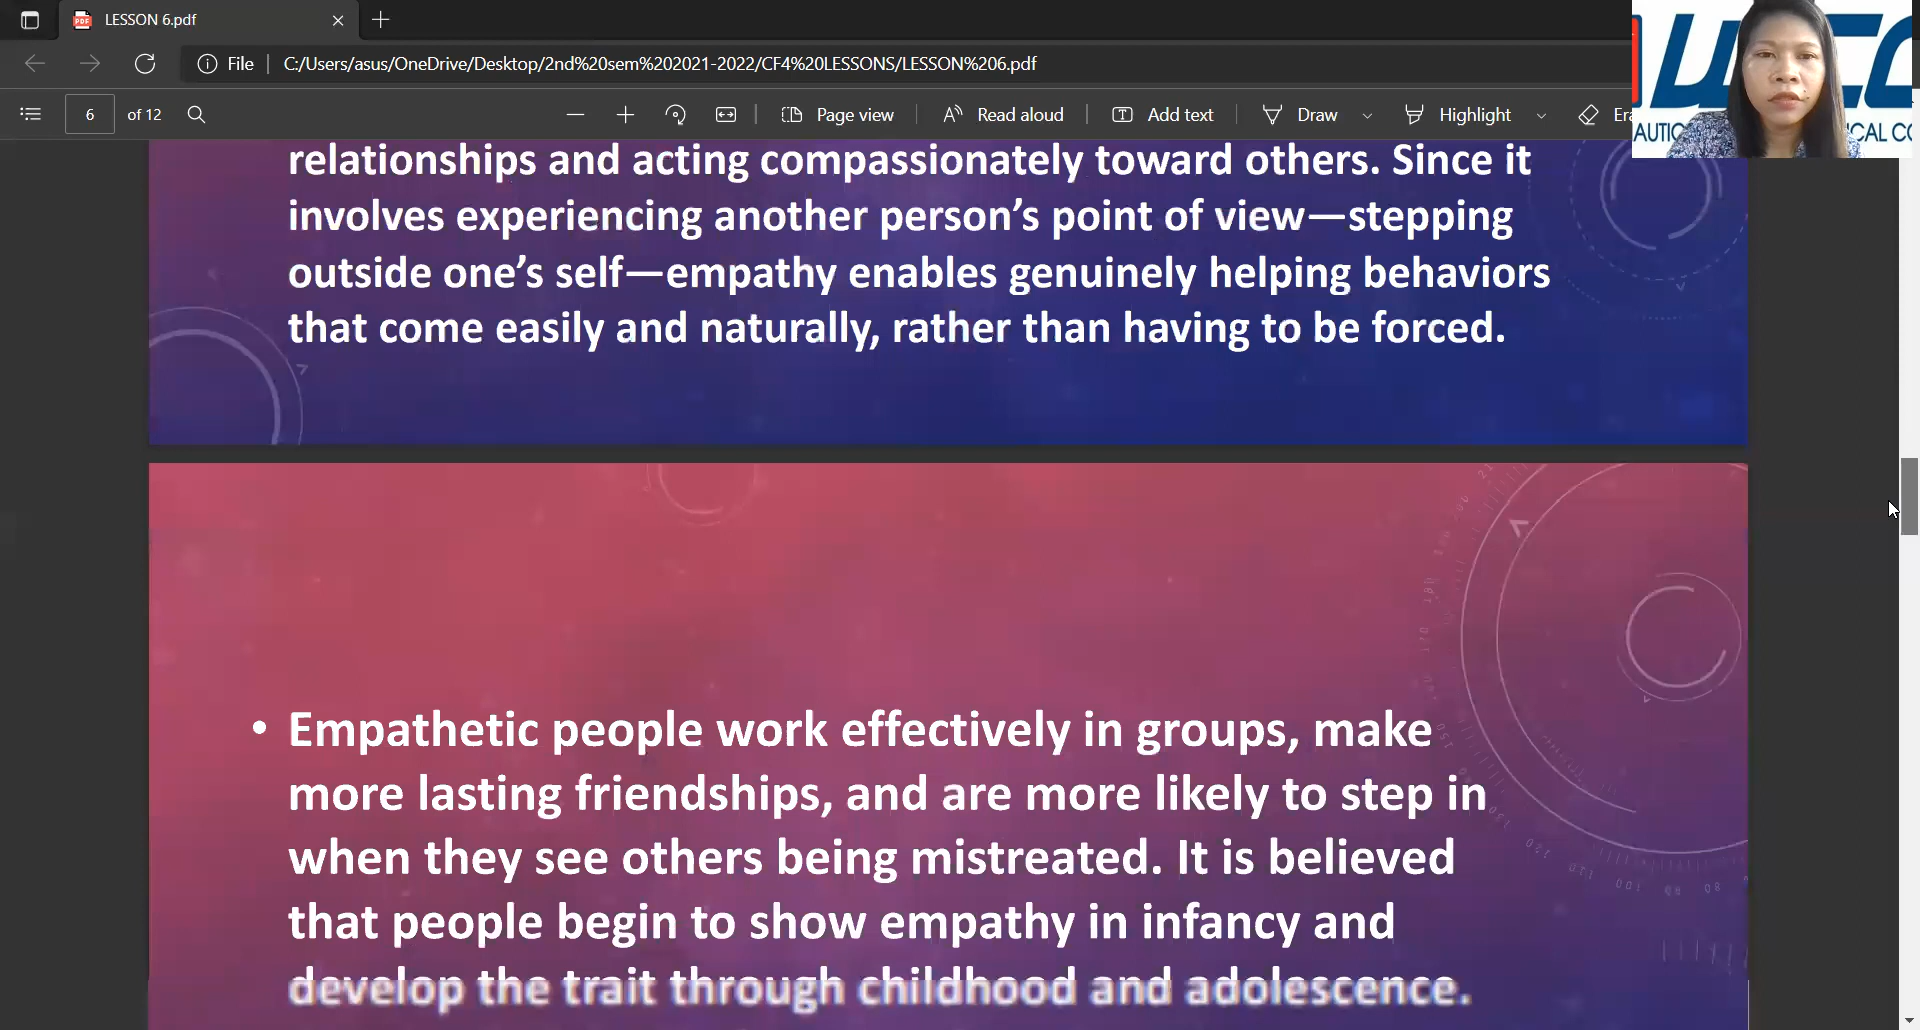 LESSON 6.pdf
File
C:/Users/asus/OneDrive/Desktop/2nd%20sem%202021-2022/CF4%20LESSONS/LESSON%206.pdf
6 of 12
Page view
Read aloud
Add text
Draw
Highlight
relationships and acting compassionately toward others. Since it
involves experiencing another person's point of view—stepping
outside one's self—empathy enables genuinely helping behaviors
that come easily and naturally, rather than having to be forced.
• Empathetic people work effectively in groups, make
more lasting friendships, and are more likely to step in
when they see others being mistreated. It is believed
that people begin to show empathy in infancy and
develop the trait through childhood and adolescence.